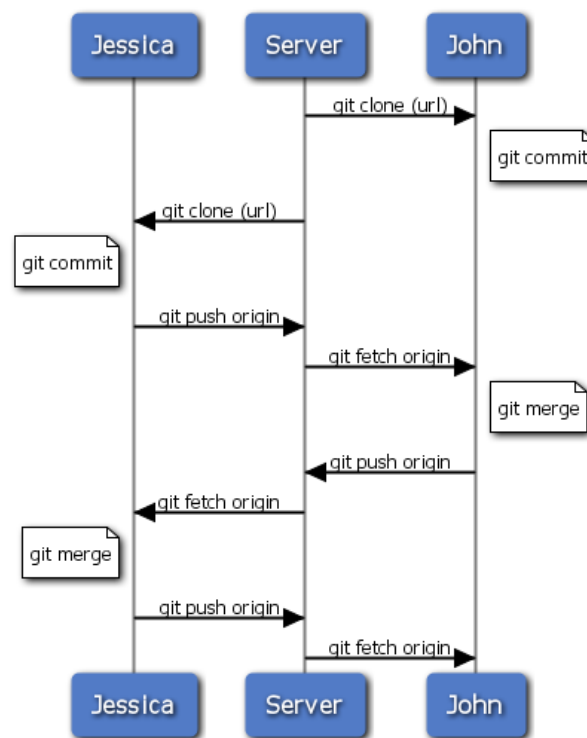 Jessica
Server
John
git clone (url)
git commit
git clone (url)
git commit
git push origin
git fetch origin
git merge
git push origin
git fetch origin
git merge
git push origin
git fetch origin
Jessica
Server
John